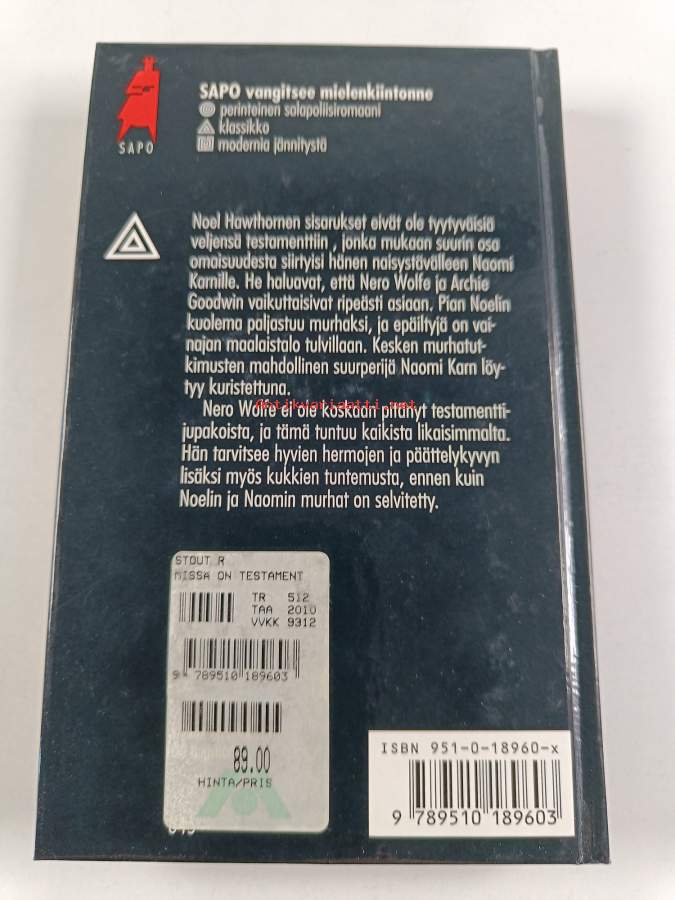 SAPO
SAPO vangitsee mielenkiintonne
perinteinen salapoliisiromaani
klassikko
modernia jännitystä
Noel Hawthornen sisarukset eivät ole tyytyväisiä
veljensä testamenttiin , jonka mukaan suurin osa
omaisuudesta siirtyisi hänen naisystävälleen Naomi
Karnille. He haluavat, että Nero Wolfe ja Archie
Goodwin vaikuttaisivat ripeästi asiaan. Pian Noelin
kuolema paljastuu murhaksi, ja epäiltyjä on vai-
najan maalaistalo tulvillaan. Kesken murhatut-
kimusten mahdollinen suurperijä Naomi Karn löy-
tyy kuristettuna.
Antikvariaatti.net
Nero Wolfe ei ole koskaan pitänyt testamentti-
jupakoista, ja tämä tuntuu kaikista likaisimmalta.
Hän tarvitsee hyvien hermojen ja päättelykyvyn
lisäksi myös kukkien tuntemusta, ennen kuin
Noelin ja Naomin murhat on selvitetty.
STOUT R
MISSÄ ON TESTAMENT
TR 512
TAA 2010
VVKK 9312
9 789510 189603
89.00
HINTA/PRIS
ISBN 951-0-18960-x
9 789510 189603